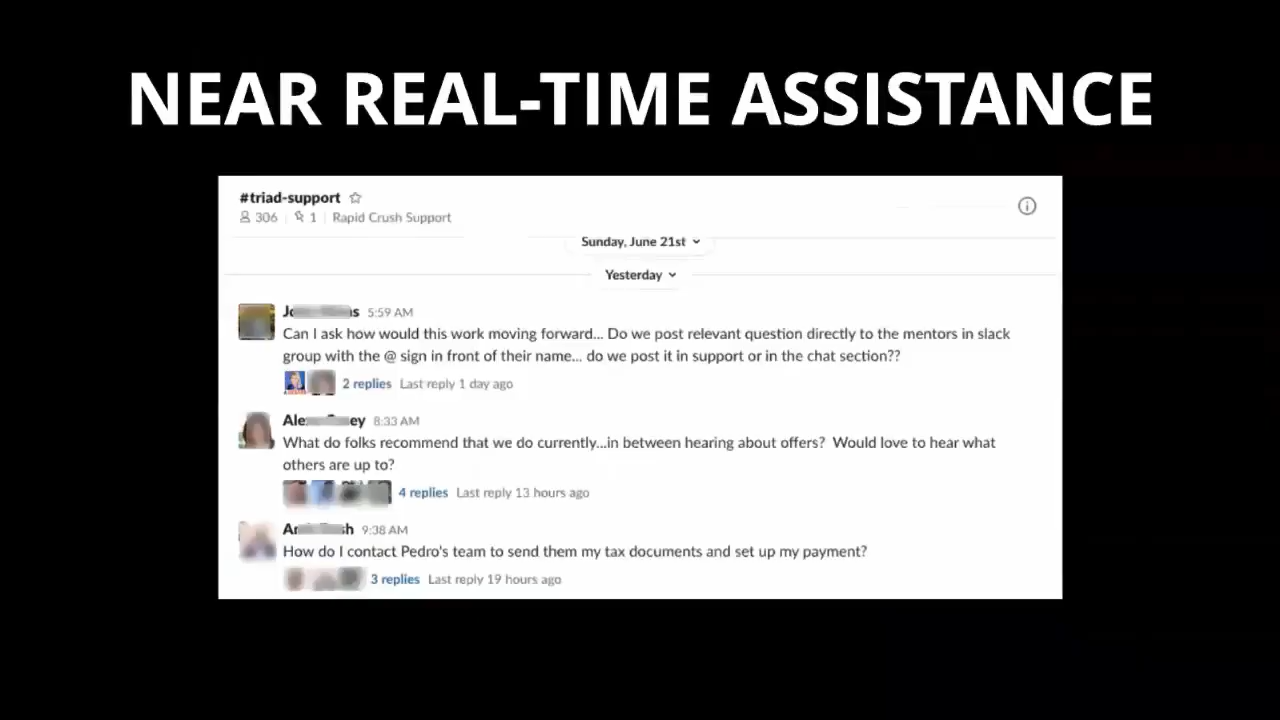 NEAR REAL-TIME ASSISTANCE
#triad-support
306 | 1 | Rapid Crush Support
Sunday, June 21st
Yesterday
5:59 AM
Can I ask how would this work moving forward... Do we post relevant question directly to the mentors in slack
group with the @ sign in front of their name... do we post it in support or in the chat section??
2 replies Last reply 1 day ago
8:33 AM
What do folks recommend that we do currently...in between hearing about offers? Would love to hear what
others are up to?
4 replies Last reply 13 hours ago
9:38 AM
How do I contact Pedro's team to send them my tax documents and set up my payment?
3 replies Last reply 19 hours ago